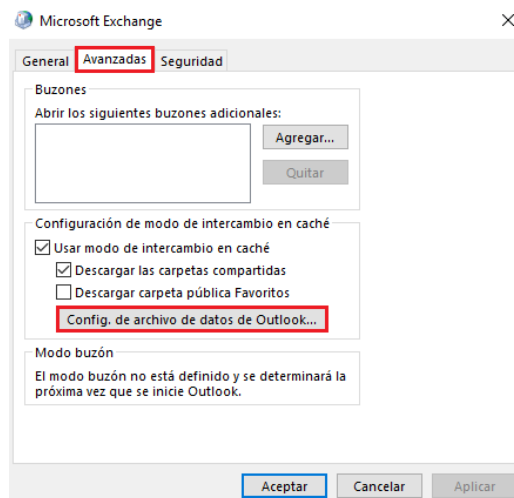 Microsoft Exchange
General Avanzadas Seguridad
Buzones
Abrir los siguientes buzones adicionales:
Agregar...
Quitar
Configuración de modo de intercambio en caché
Usar modo de intercambio en caché
Descargar las carpetas compartidas
Descargar carpeta pública Favoritos
Config. de archivo de datos de Outlook...
Modo buzón
El modo buzón no está definido y se determinará la
próxima vez que se inicie Outlook.
Aceptar Cancelar Aplicar